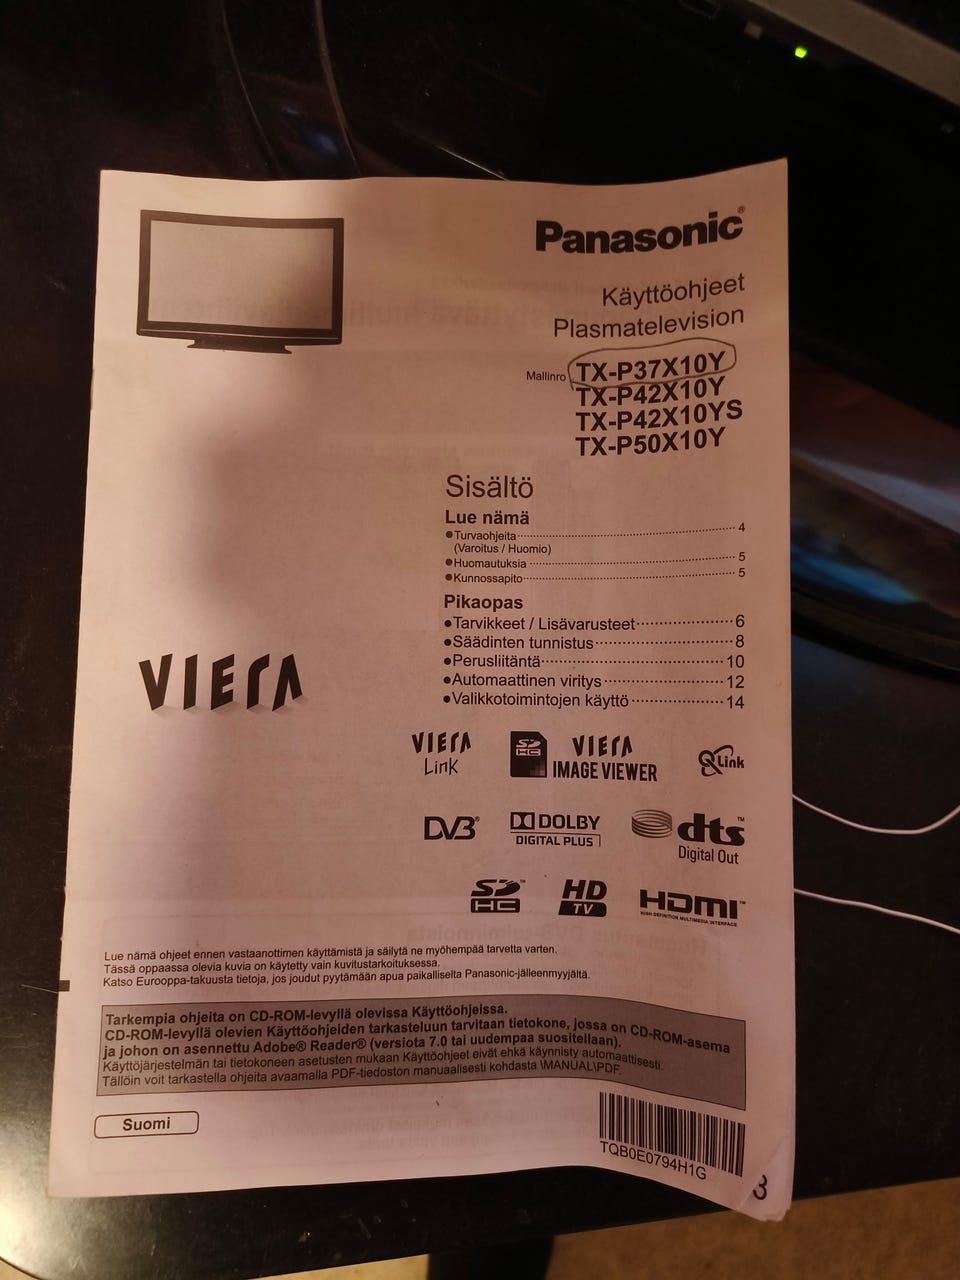 Panasonic®
Käyttöohjeet
Plasmatelevision
Mallinro TX-P37X10Y
TX-P42X10Y
TX-P42X10YS
TX-P50X10Y
Sisältö
Lue nämä
●Turvaohjeita 4
(Varoitus / Huomio)
●Huomautuksia 5
●Kunnossapito 5
Pikaopas
●Tarvikkeet / Lisävarusteet 6
●Säädinten tunnistus 8
●Perusliitäntä 10
●Automaattinen viritys 12
●Valikkotoimintojen käyttö 14
VIERA
VIERA Link
SD HC VIERA IMAGE VIEWER
Q Link
DVB®
DOLBY DIGITAL PLUS
dts™ Digital Out
SD HC™
HD TV
HDMI™
HIGH-DEFINITION MULTIMEDIA INTERFACE
Lue nämä ohjeet ennen vastaanottimen käyttämistä ja säilytä ne myöhempää tarvetta varten.
Tässä oppaassa olevia kuvia on käytetty vain kuvitustarkoituksessa.
Katso Eurooppa-takuusta tietoja, jos joudut pyytämään apua paikalliselta Panasonic-jälleenmyyjältä.
Tarkempia ohjeita on CD-ROM-levyllä olevissa Käyttöohjeissa.
CD-ROM-levyllä olevien Käyttöohjeiden tarkasteluun tarvitaan tietokone, jossa on CD-ROM-asema
ja johon on asennettu Adobe® Reader® (versiota 7.0 tai uudempaa suositellaan).
Käyttöjärjestelmän tai tietokoneen asetusten mukaan Käyttöohjeet eivät ehkä käynnisty automaattisesti.
Tällöin voit tarkastella ohjeita avaamalla PDF-tiedoston manuaalisesti kohdasta \MANUAL\PDF.
Suomi
TQB0E0794H1G
3